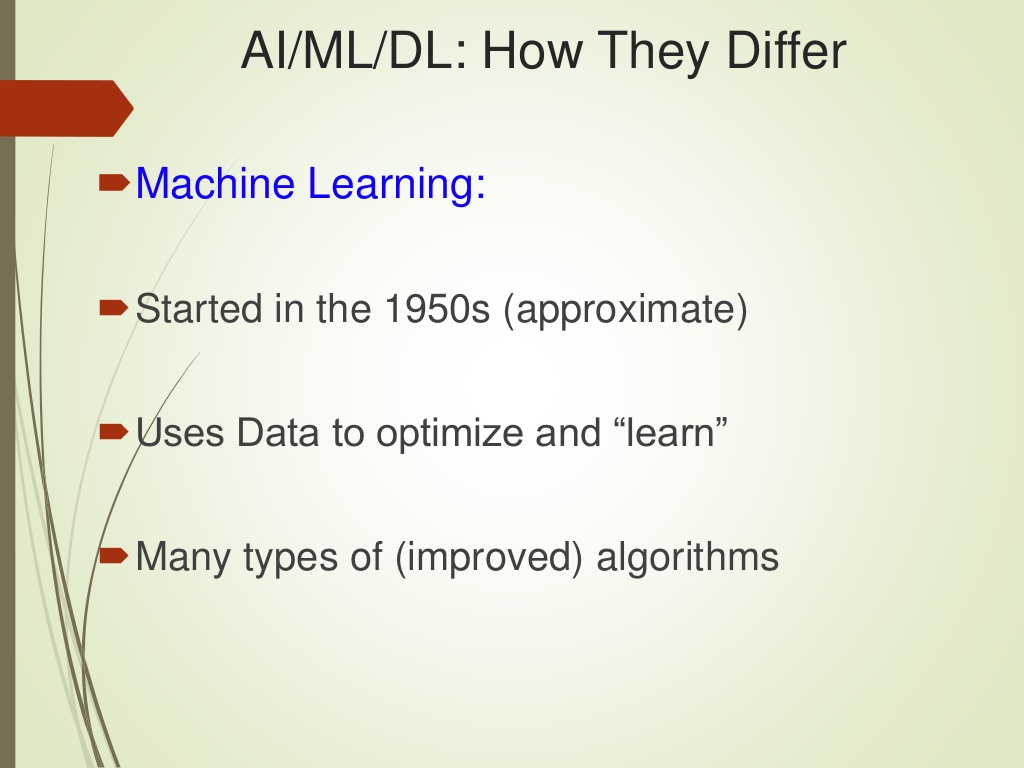 AI/ML/DL: How They Differ
Machine Learning:
Started in the 1950s (approximate)
Uses Data to optimize and “learn”
Many types of (improved) algorithms